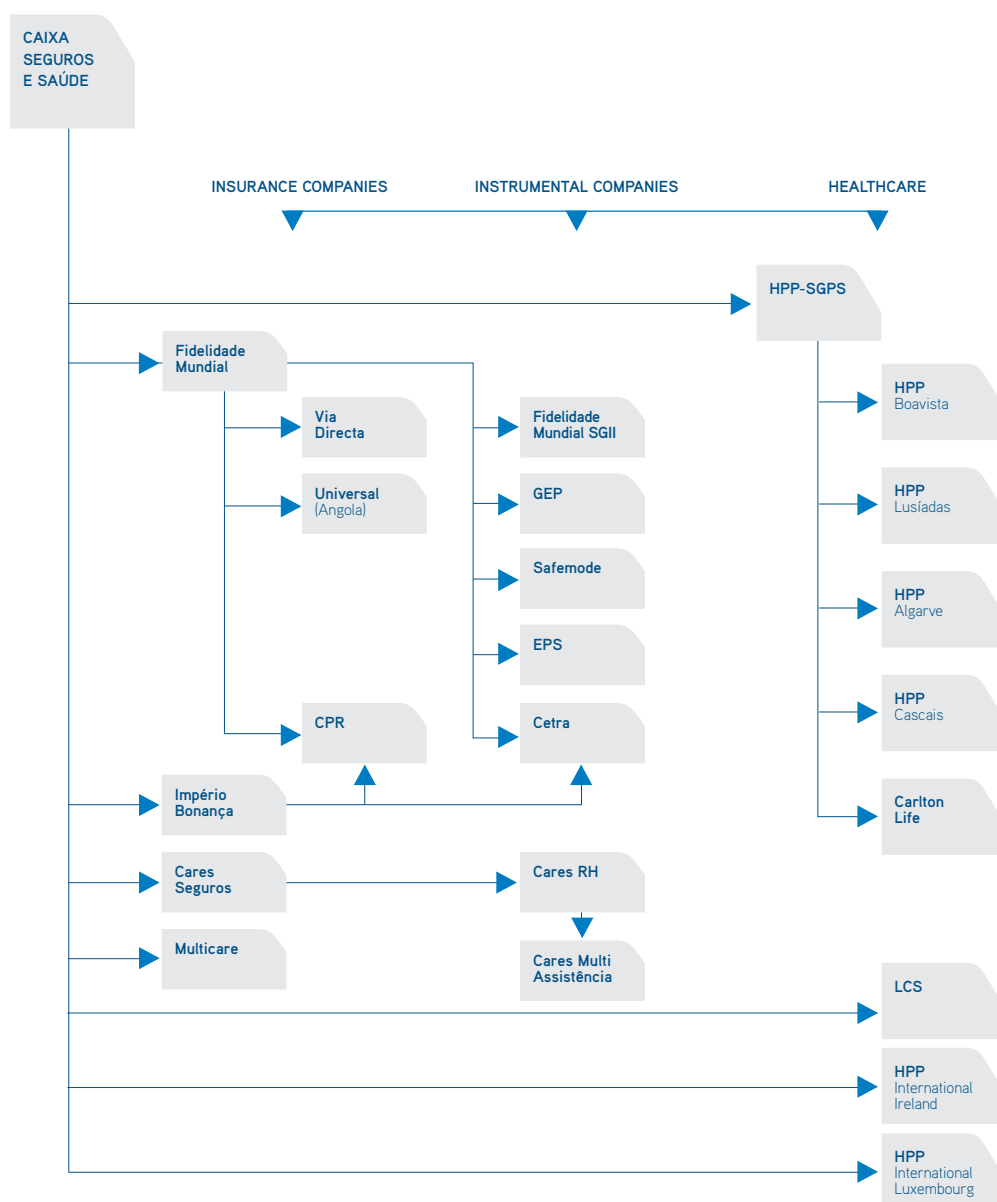 CAIXA
SEGUROS
E SAÚDE
INSURANCE COMPANIES
INSTRUMENTAL COMPANIES
HEALTHCARE
HPP-SGPS
Fidelidade
Mundial
HPP
Boavista
Via
Directa
Fidelidade
Mundial SGII
Universal
(Angola)
GEP
HPP
Lusíadas
Safemode
HPP
Algarve
EPS
CPR
Cetra
HPP
Cascais
Império
Bonança
Carlton
Life
Cares
Seguros
Cares RH
Multicare
Cares Multi
Assistência
LCS
HPP
International
Ireland
HPP
International
Luxembourg